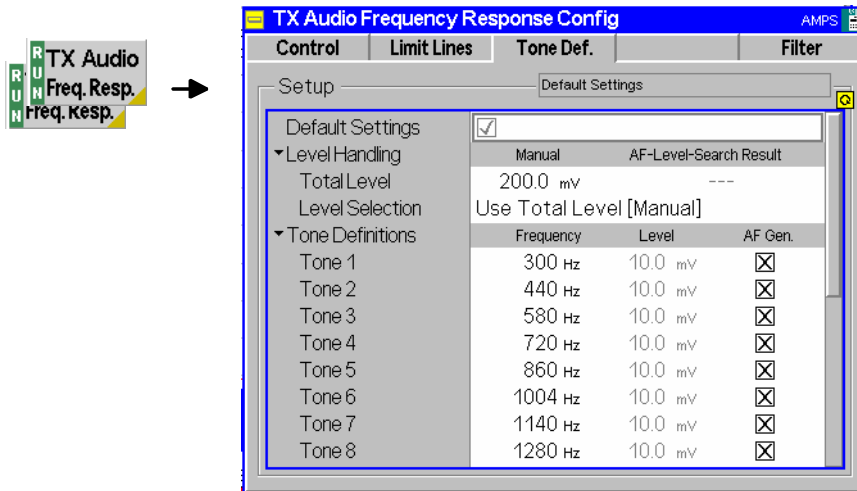 RUN TX Audio Freq. Resp.
RUN Freq. Resp.
TX Audio Frequency Response Config AMPS
Control Limit Lines Tone Def. Filter
Setup Default Settings
Default Settings
Level Handling Manual AF-Level-Search Result
Total Level 200.0 mV ---
Level Selection Use Total Level [Manual]
Tone Definitions Frequency Level AF Gen.
Tone 1 300 Hz 10.0 mV
Tone 2 440 Hz 10.0 mV
Tone 3 580 Hz 10.0 mV
Tone 4 720 Hz 10.0 mV
Tone 5 860 Hz 10.0 mV
Tone 6 1004 Hz 10.0 mV
Tone 7 1140 Hz 10.0 mV
Tone 8 1280 Hz 10.0 mV